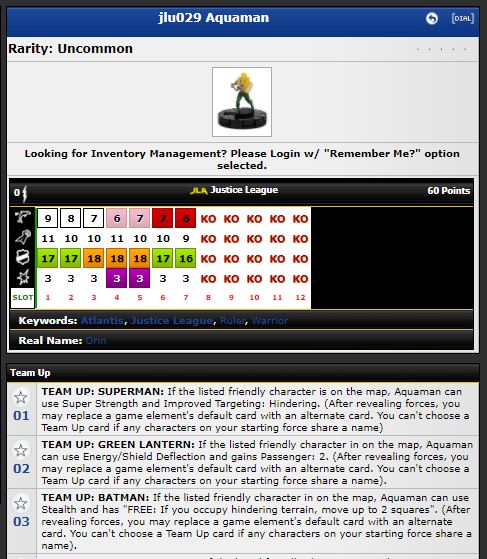 jlu029 Aquaman
[DIAL]
Rarity: Uncommon
Looking for Inventory Management? Please Login w/ "Remember Me?" option
selected.
0 JLA Justice League 60 Points
9 8 7 6 7 7 6 KO KO KO KO KO
11 10 10 11 10 10 9 KO KO KO KO KO
17 17 18 18 18 17 16 KO KO KO KO KO
3 3 3 3 3 3 3 KO KO KO KO KO
SLOT 1 2 3 4 5 6 7 8 9 10 11 12
Keywords: Atlantis, Justice League, Ruler, Warrior
Real Name: Orin
Team Up
01 TEAM UP: SUPERMAN: If the listed friendly character is on the map, Aquaman can
use Super Strength and Improved Targeting: Hindering. (After revealing forces, you
may replace a game element's default card with an alternate card. You can't choose a
Team Up card if any characters on your starting force share a name)
02 TEAM UP: GREEN LANTERN: If the listed friendly character in on the map, Aquaman
can use Energy/Shield Deflection and gains Passenger: 2. (After revealing forces, you
may replace a game element's default card with an alternate card. You can't choose a
Team Up card if any characters on your starting force share a name).
03 TEAM UP: BATMAN: If the listed friendly character in on the map, Aquaman can use
Stealth and has "FREE: If you occupy hindering terrain, move up to 2 squares". (After
revealing forces, you may replace a game element's default card with an alternate
card. You can't choose a Team Up card if any characters on your starting force share a
name).